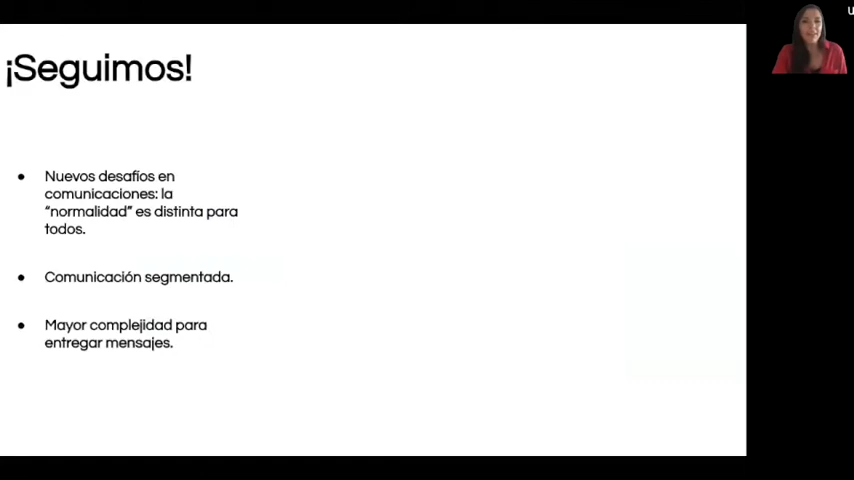 ¡Seguimos!
● Nuevos desafíos en
comunicaciones: la
“normalidad” es distinta para
todos.
● Comunicación segmentada.
● Mayor complejidad para
entregar mensajes.